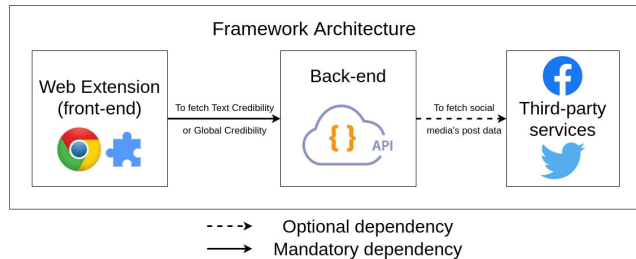 Framework Architecture
Web Extension
(front-end)
To fetch Text Credibility
or Global Credibility
Back-end
{ } API
To fetch social
media's post data
Third-party
services
Optional dependency
Mandatory dependency